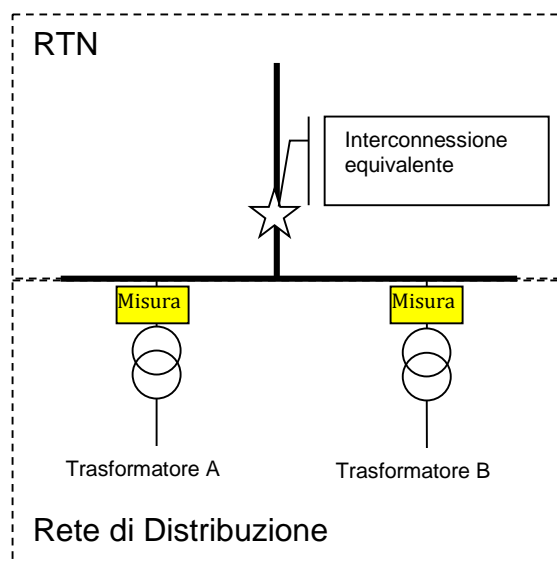 RTN
Interconnessione
equivalente
Misura
Misura
Trasformatore A
Trasformatore B
Rete di Distribuzione